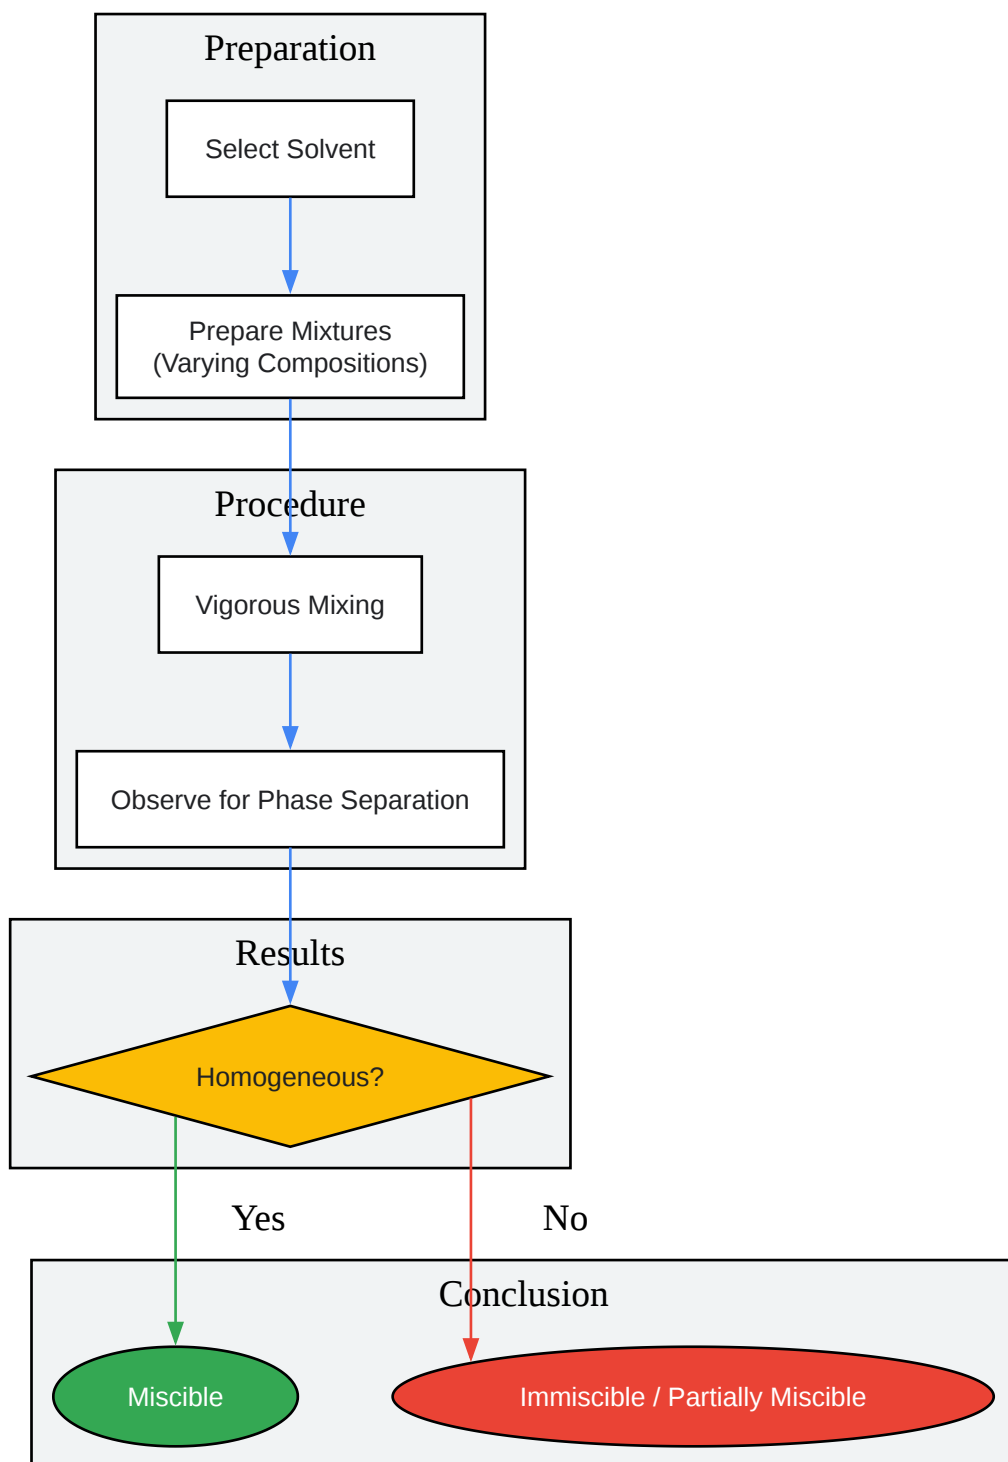 Preparation
Select Solvent
Prepare Mixtures
(Varying Compositions)
Procedure
Vigorous Mixing
Observe for Phase Separation
Results
Homogeneous?
Yes
No
Conclusion
Miscible
Immiscible / Partially Miscible